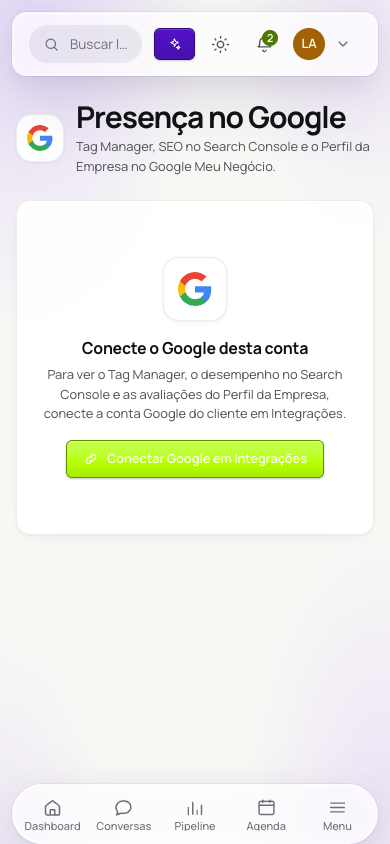 Buscar l...
2
LA
Presença no Google
Tag Manager, SEO no Search Console e o Perfil da
Empresa no Google Meu Negócio.
Conecte o Google desta conta
Para ver o Tag Manager, o desempenho no Search
Console e as avaliações do Perfil da Empresa,
conecte a conta Google do cliente em Integrações.
Conectar Google em Integrações
Dashboard
Conversas
Pipeline
Agenda
Menu